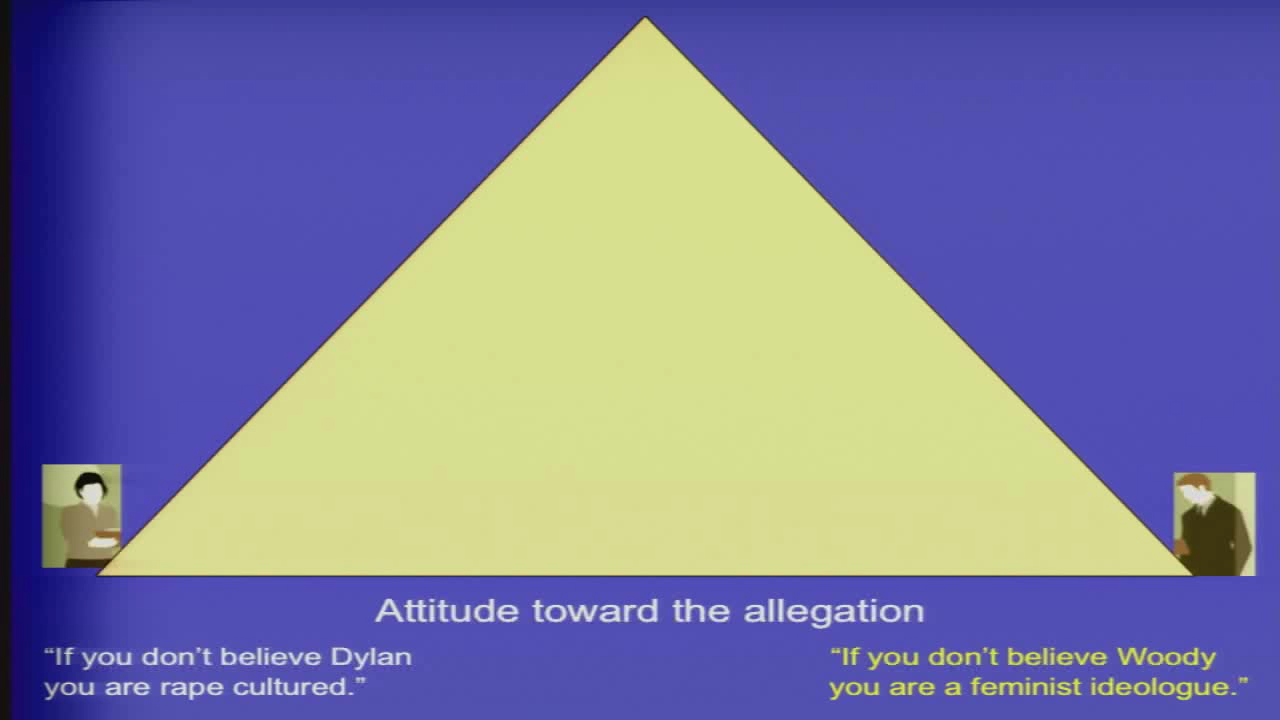 Attitude toward the allegation
“If you don’t believe Dylan
you are rape cultured.”
“If you don’t believe Woody
you are a feminist ideologue.”